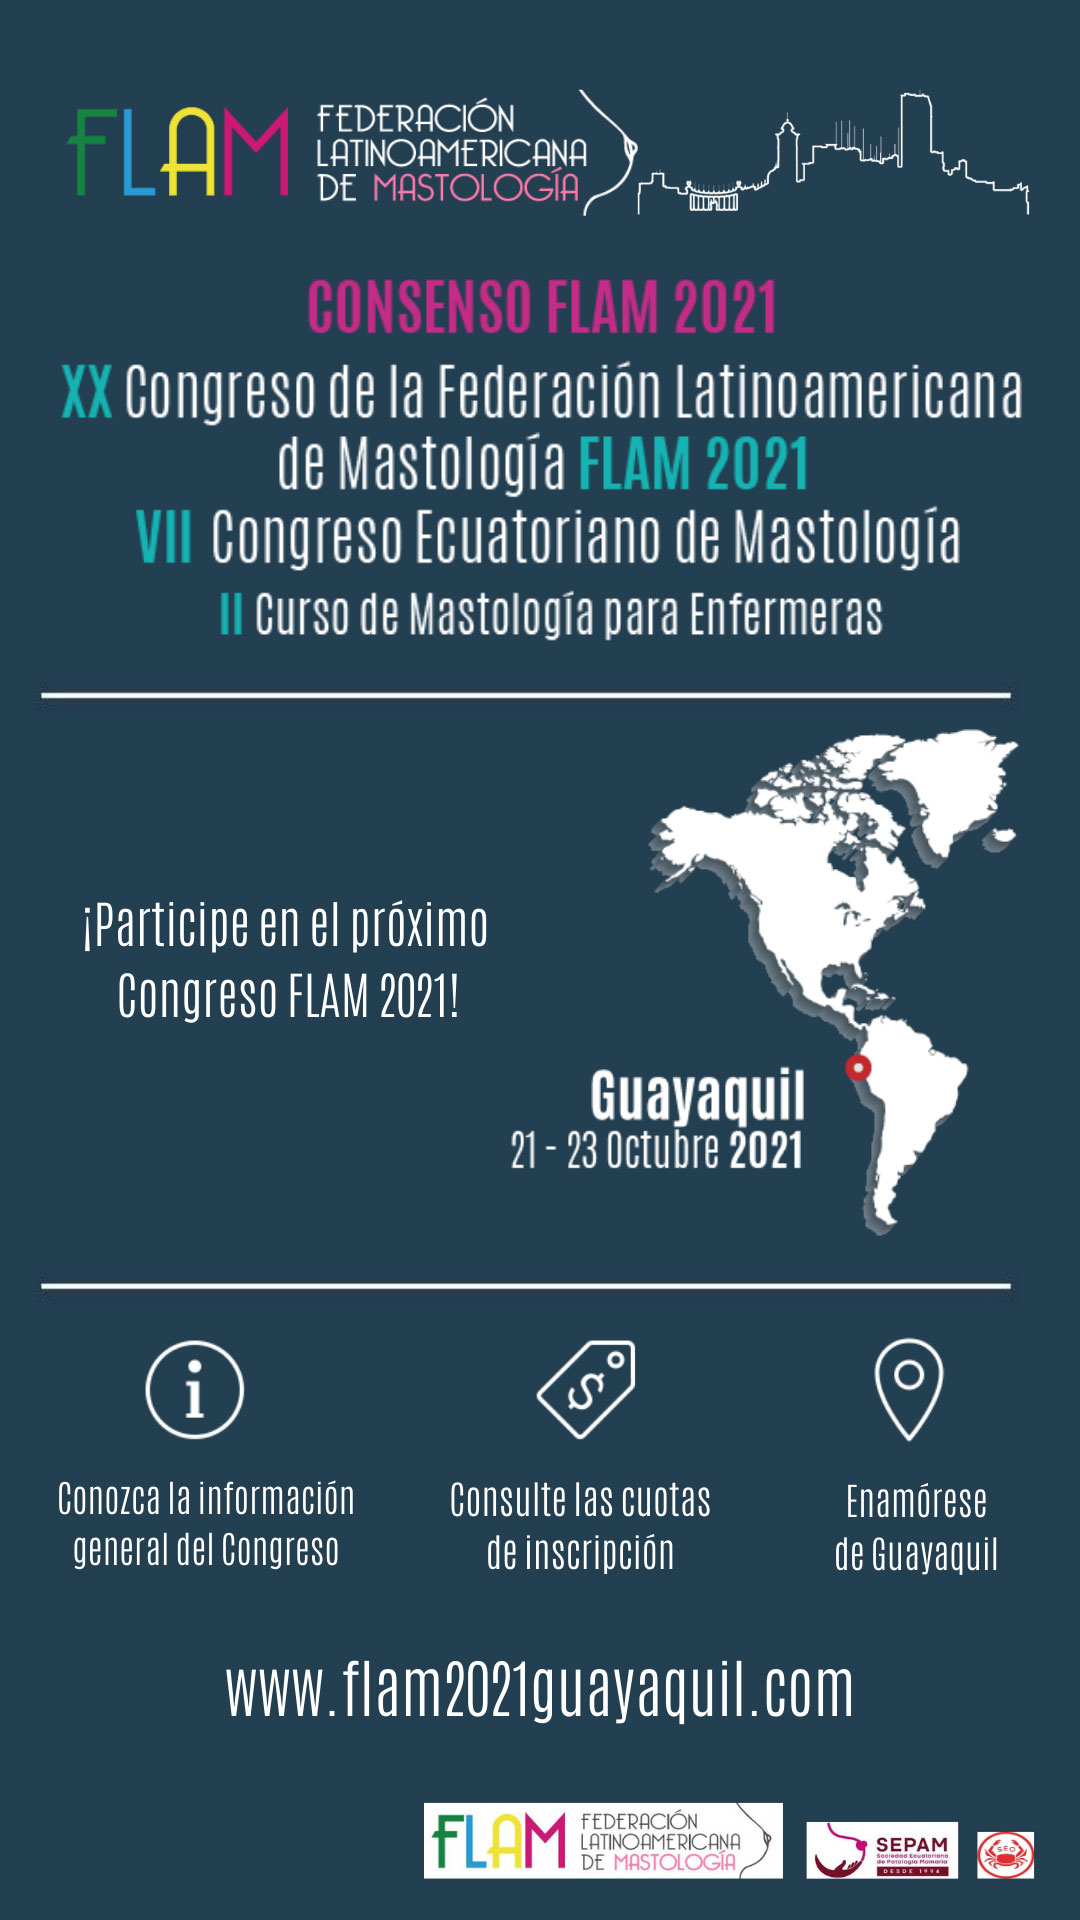 FLAM FEDERACIÓN
LATINOAMERICANA
DE MASTOLOGÍA
CONSENSO FLAM 2021
XX Congreso de la Federación Latinoamericana
de Mastología FLAM 2021
VII Congreso Ecuatoriano de Mastología
II Curso de Mastología para Enfermeras
¡Participe en el próximo
Congreso FLAM 2021!
Guayaquil
21 - 23 Octubre 2021
i
Conozca la información
general del Congreso
$
Consulte las cuotas
de inscripción
Enamórese
de Guayaquil
www.flam2021guayaquil.com
FLAM FEDERACIÓN
LATINOAMERICANA
DE MASTOLOGÍA
SEPAM
Sociedad Ecuatoriana
de Patología Mamaria
DESDE 1994
SEO